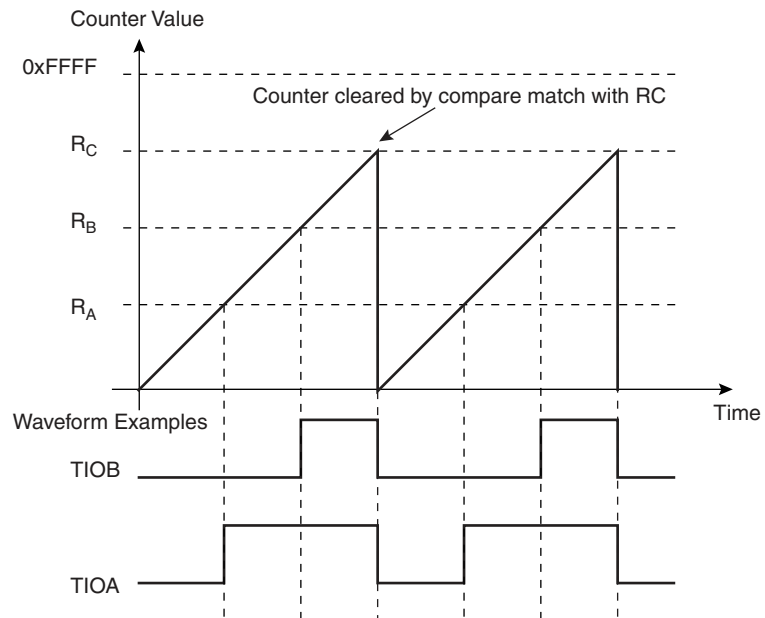 Counter Value
0xFFFF
Counter cleared by compare match with RC
RC
RB
RA
Time
Waveform Examples
TIOB
TIOA